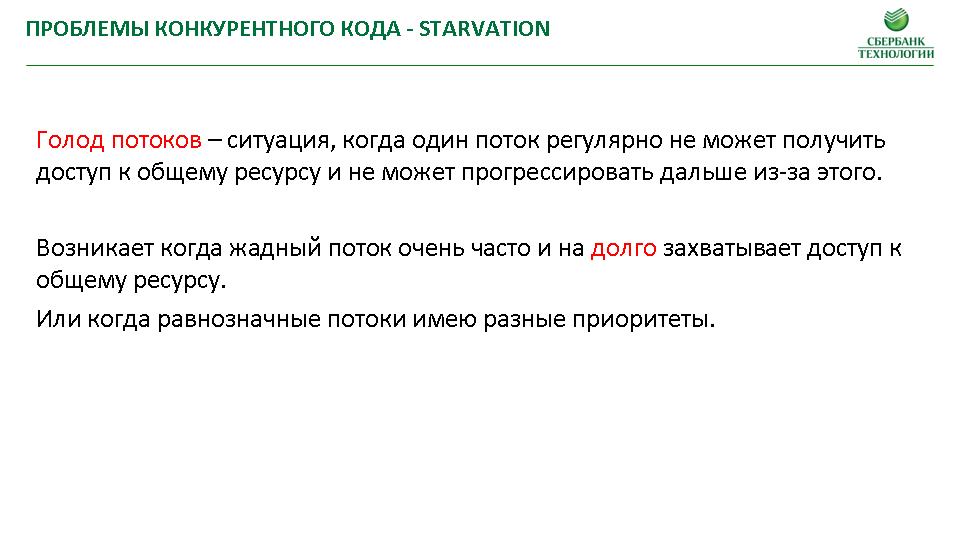 ПРОБЛЕМЫ КОНКУРЕНТНОГО КОДА - STARVATION
СБЕРБАНК
ТЕХНОЛОГИИ
Голод потоков – ситуация, когда один поток регулярно не может получить
доступ к общему ресурсу и не может прогрессировать дальше из-за этого.
Возникает когда жадный поток очень часто и на долго захватывает доступ к
общему ресурсу.
Или когда равнозначные потоки имею разные приоритеты.